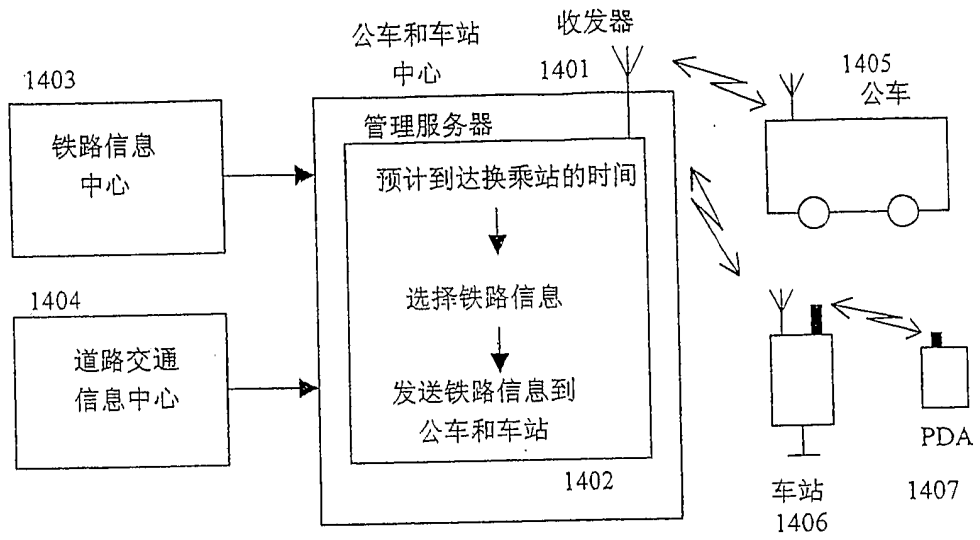 1403
铁路信息
中心
1404
道路交通
信息中心
公车和车站
中心
收发器
1401
管理服务器
预计到达换乘站的时间
选择铁路信息
发送铁路信息到
公车和车站
1402
1405
公车
车站
1406
PDA
1407